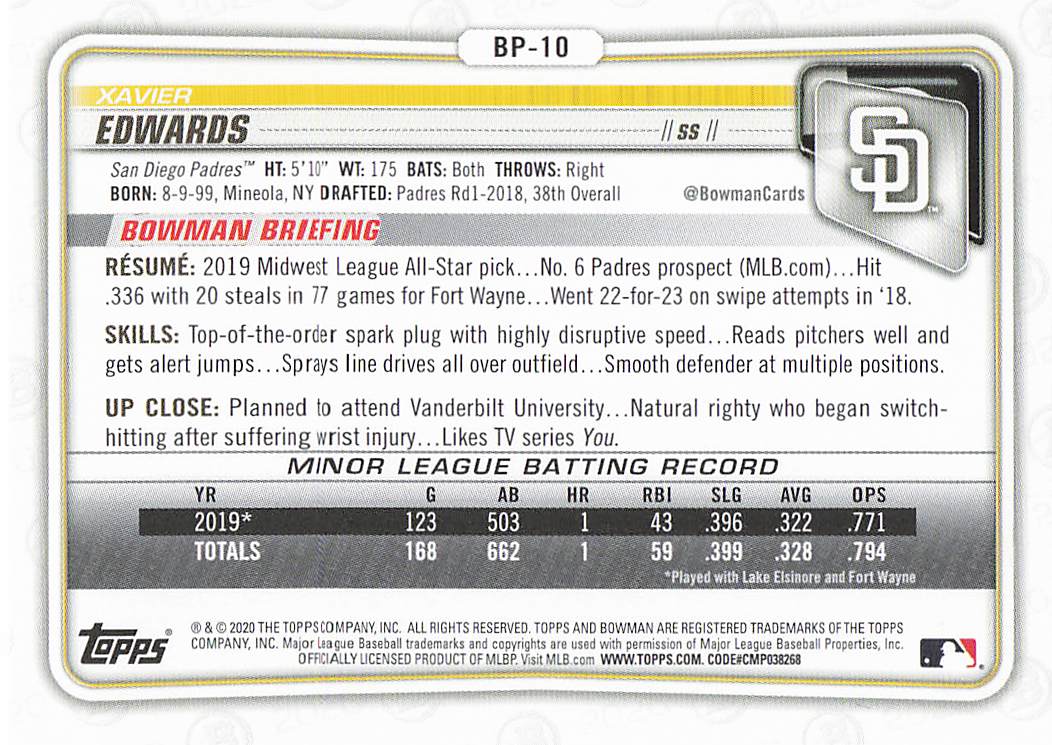 BP-10
XAVIER
EDWARDS // SS //
SD™
San Diego Padres™ HT: 5'10" WT: 175 BATS: Both THROWS: Right
BORN: 8-9-99, Mineola, NY DRAFTED: Padres Rd1-2018, 38th Overall @BowmanCards
BOWMAN BRIEFING
RÉSUMÉ: 2019 Midwest League All-Star pick...No. 6 Padres prospect (MLB.com)...Hit
.336 with 20 steals in 77 games for Fort Wayne...Went 22-for-23 on swipe attempts in '18.
SKILLS: Top-of-the-order spark plug with highly disruptive speed...Reads pitchers well and
gets alert jumps...Sprays line drives all over outfield...Smooth defender at multiple positions.
UP CLOSE: Planned to attend Vanderbilt University...Natural righty who began switch-
hitting after suffering wrist injury...Likes TV series You.
MINOR LEAGUE BATTING RECORD
YR G AB HR RBI SLG AVG OPS
2019* 123 503 1 43 .396 .322 .771
TOTALS 168 662 1 59 .399 .328 .794
*Played with Lake Elsinore and Fort Wayne
TOPPS®
® & © 2020 THE TOPPS COMPANY, INC. ALL RIGHTS RESERVED. TOPPS AND BOWMAN ARE REGISTERED TRADEMARKS OF THE TOPPS
COMPANY, INC. Major League Baseball trademarks and copyrights are used with permission of Major League Baseball Properties, Inc.
OFFICIALLY LICENSED PRODUCT OF MLBP. Visit MLB.com WWW.TOPPS.COM. CODE#CMP038268